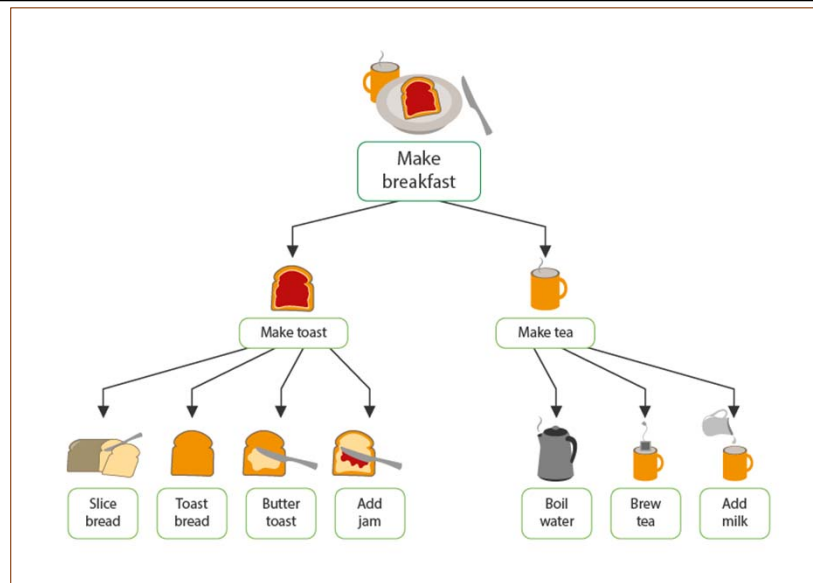 Make
breakfast
Make toast
Make tea
Slice
bread
Toast
bread
Butter
toast
Add
jam
Boil
water
Brew
tea
Add
milk